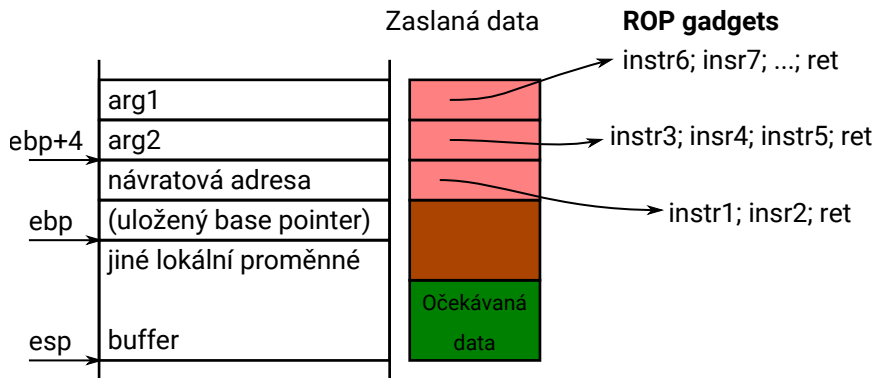 Zaslaná data
ROP gadgets
instr6; insr7; ...; ret
arg1
ebp+4
arg2
instr3; insr4; instr5; ret
návratová adresa
instr1; insr2; ret
ebp
(uložený base pointer)
jiné lokální proměnné
Očekávaná
data
esp
buffer